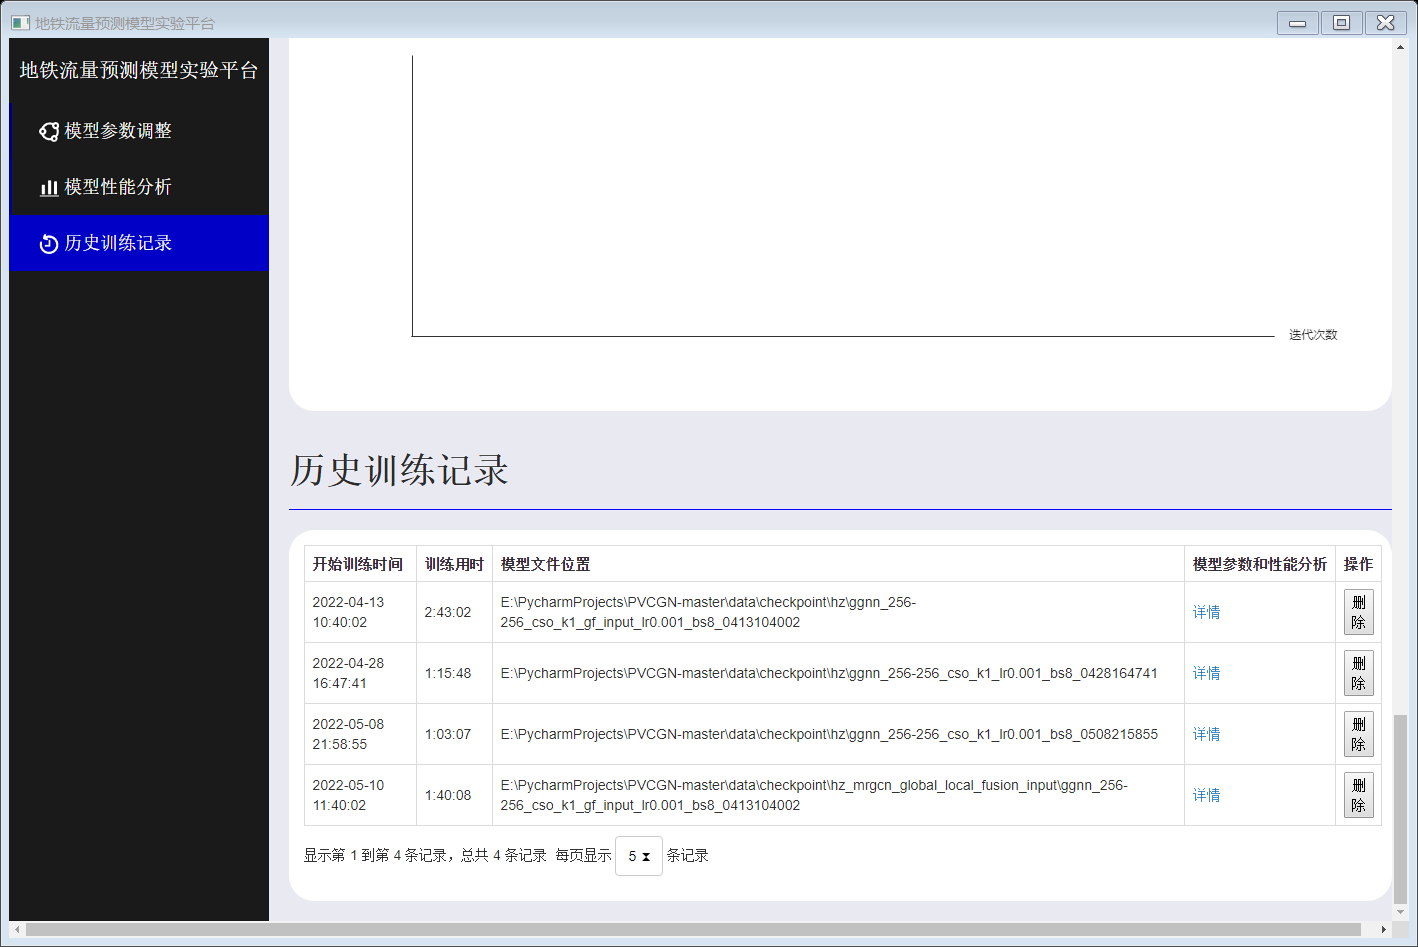 地铁流量预测模型实验平台
地铁流量预测模型实验平台
模型参数调整
模型性能分析
历史训练记录
迭代次数
历史训练记录
开始训练时间 训练用时 模型文件位置 模型参数和性能分析 操作
2022-04-13
10:40:02
2:43:02
E:\PycharmProjects\PVCGN-master\data\checkpoint\hz\ggnn_256-
256_cso_k1_gf_input_lr0.001_bs8_0413104002
详情
删
除
2022-04-28
16:47:41
1:15:48
E:\PycharmProjects\PVCGN-master\data\checkpoint\hz\ggnn_256-256_cso_k1_lr0.001_bs8_0428164741
详情
删
除
2022-05-08
21:58:55
1:03:07
E:\PycharmProjects\PVCGN-master\data\checkpoint\hz\ggnn_256-256_cso_k1_lr0.001_bs8_0508215855
详情
删
除
2022-05-10
11:40:02
1:40:08
E:\PycharmProjects\PVCGN-master\data\checkpoint\hz_mrgcn_global_local_fusion_input\ggnn_256-
256_cso_k1_gf_input_lr0.001_bs8_0413104002
详情
删
除
显示第 1 到第 4 条记录，总共 4 条记录 每页显示 5 条记录